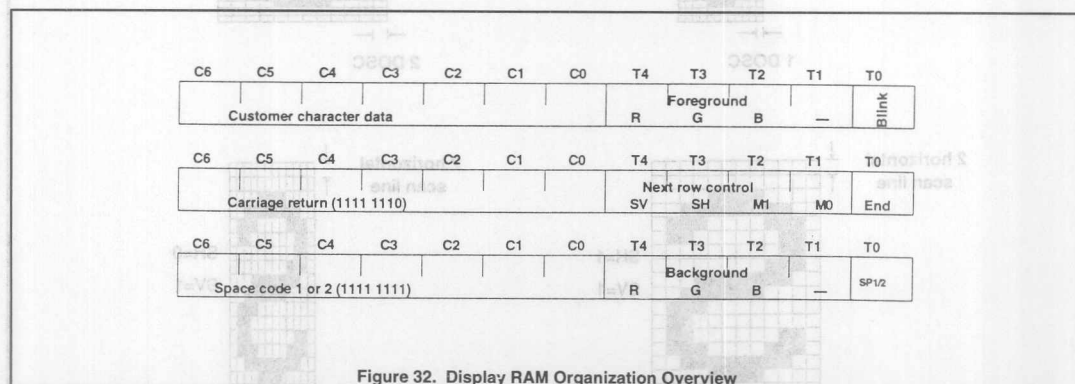 C6 C5 C4 C3 C2 C1 C0 T4 T3 T2 T1 T0
Foreground
Customer character data R G B — Blink
C6 C5 C4 C3 C2 C1 C0 T4 T3 T2 T1 T0
Next row control
Carriage return (1111 1110) SV SH M1 M0 End
C6 C5 C4 C3 C2 C1 C0 T4 T3 T2 T1 T0
Background
Space code 1 or 2 (1111 1111) R G B — SP1/2
Figure 32. Display RAM Organization Overview